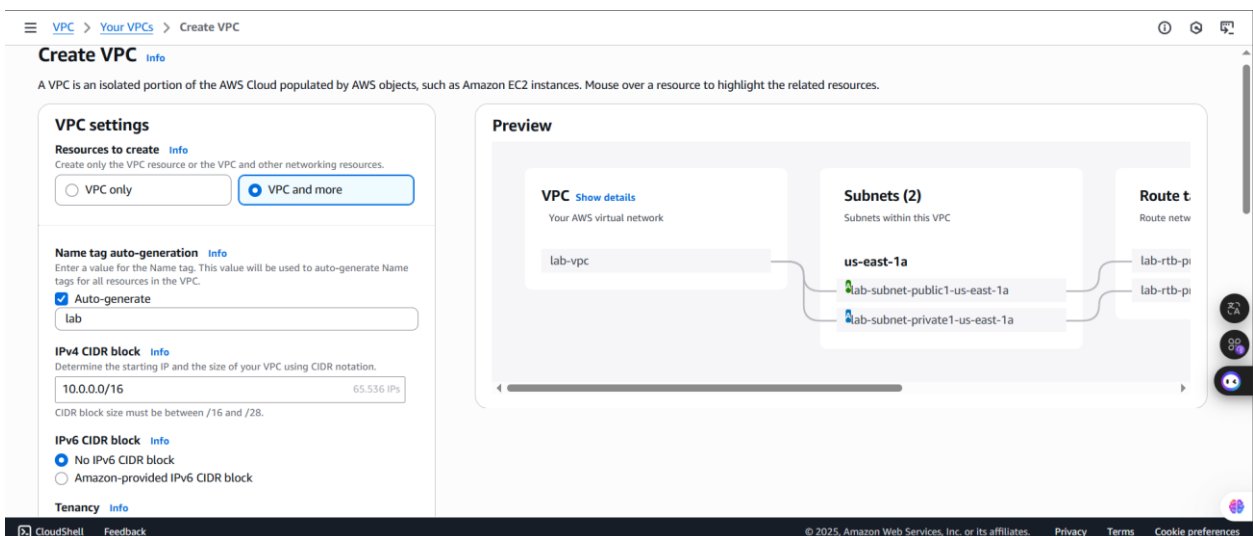 VPC > Your VPCs > Create VPC
Create VPC Info
A VPC is an isolated portion of the AWS Cloud populated by AWS objects, such as Amazon EC2 instances. Mouse over a resource to highlight the related resources.
VPC settings
Resources to create Info
Create only the VPC resource or the VPC and other networking resources.
VPC only
VPC and more
Name tag auto-generation Info
Enter a value for the Name tag. This value will be used to auto-generate Name
tags for all resources in the VPC.
Auto-generate
lab
IPv4 CIDR block Info
Determine the starting IP and the size of your VPC using CIDR notation.
10.0.0.0/16 65.536 IPs
CIDR block size must be between /16 and /28.
IPv6 CIDR block Info
No IPv6 CIDR block
Amazon-provided IPv6 CIDR block
Tenancy Info
Preview
VPC Show details
Your AWS virtual network
lab-vpc
Subnets (2)
Subnets within this VPC
us-east-1a
lab-subnet-public1-us-east-1a
lab-subnet-private1-us-east-1a
Route
Route netw
lab-rtb-p
lab-rtb-p
CloudShell Feedback © 2025, Amazon Web Services, Inc. or its affiliates. Privacy Terms Cookie preferences